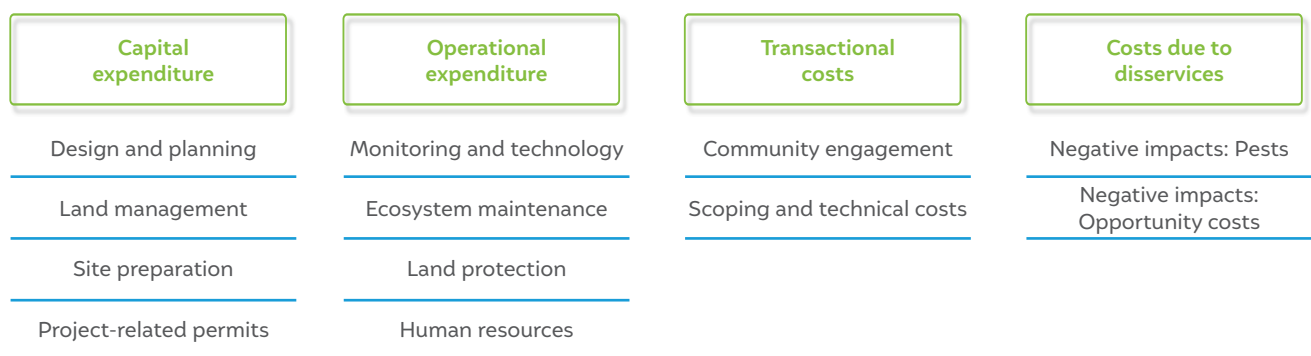 Capital
expenditure
Design and planning
Land management
Site preparation
Project-related permits
Operational
expenditure
Monitoring and technology
Ecosystem maintenance
Land protection
Human resources
Transactional
costs
Community engagement
Scoping and technical costs
Costs due to
disservices
Negative impacts: Pests
Negative impacts:
Opportunity costs